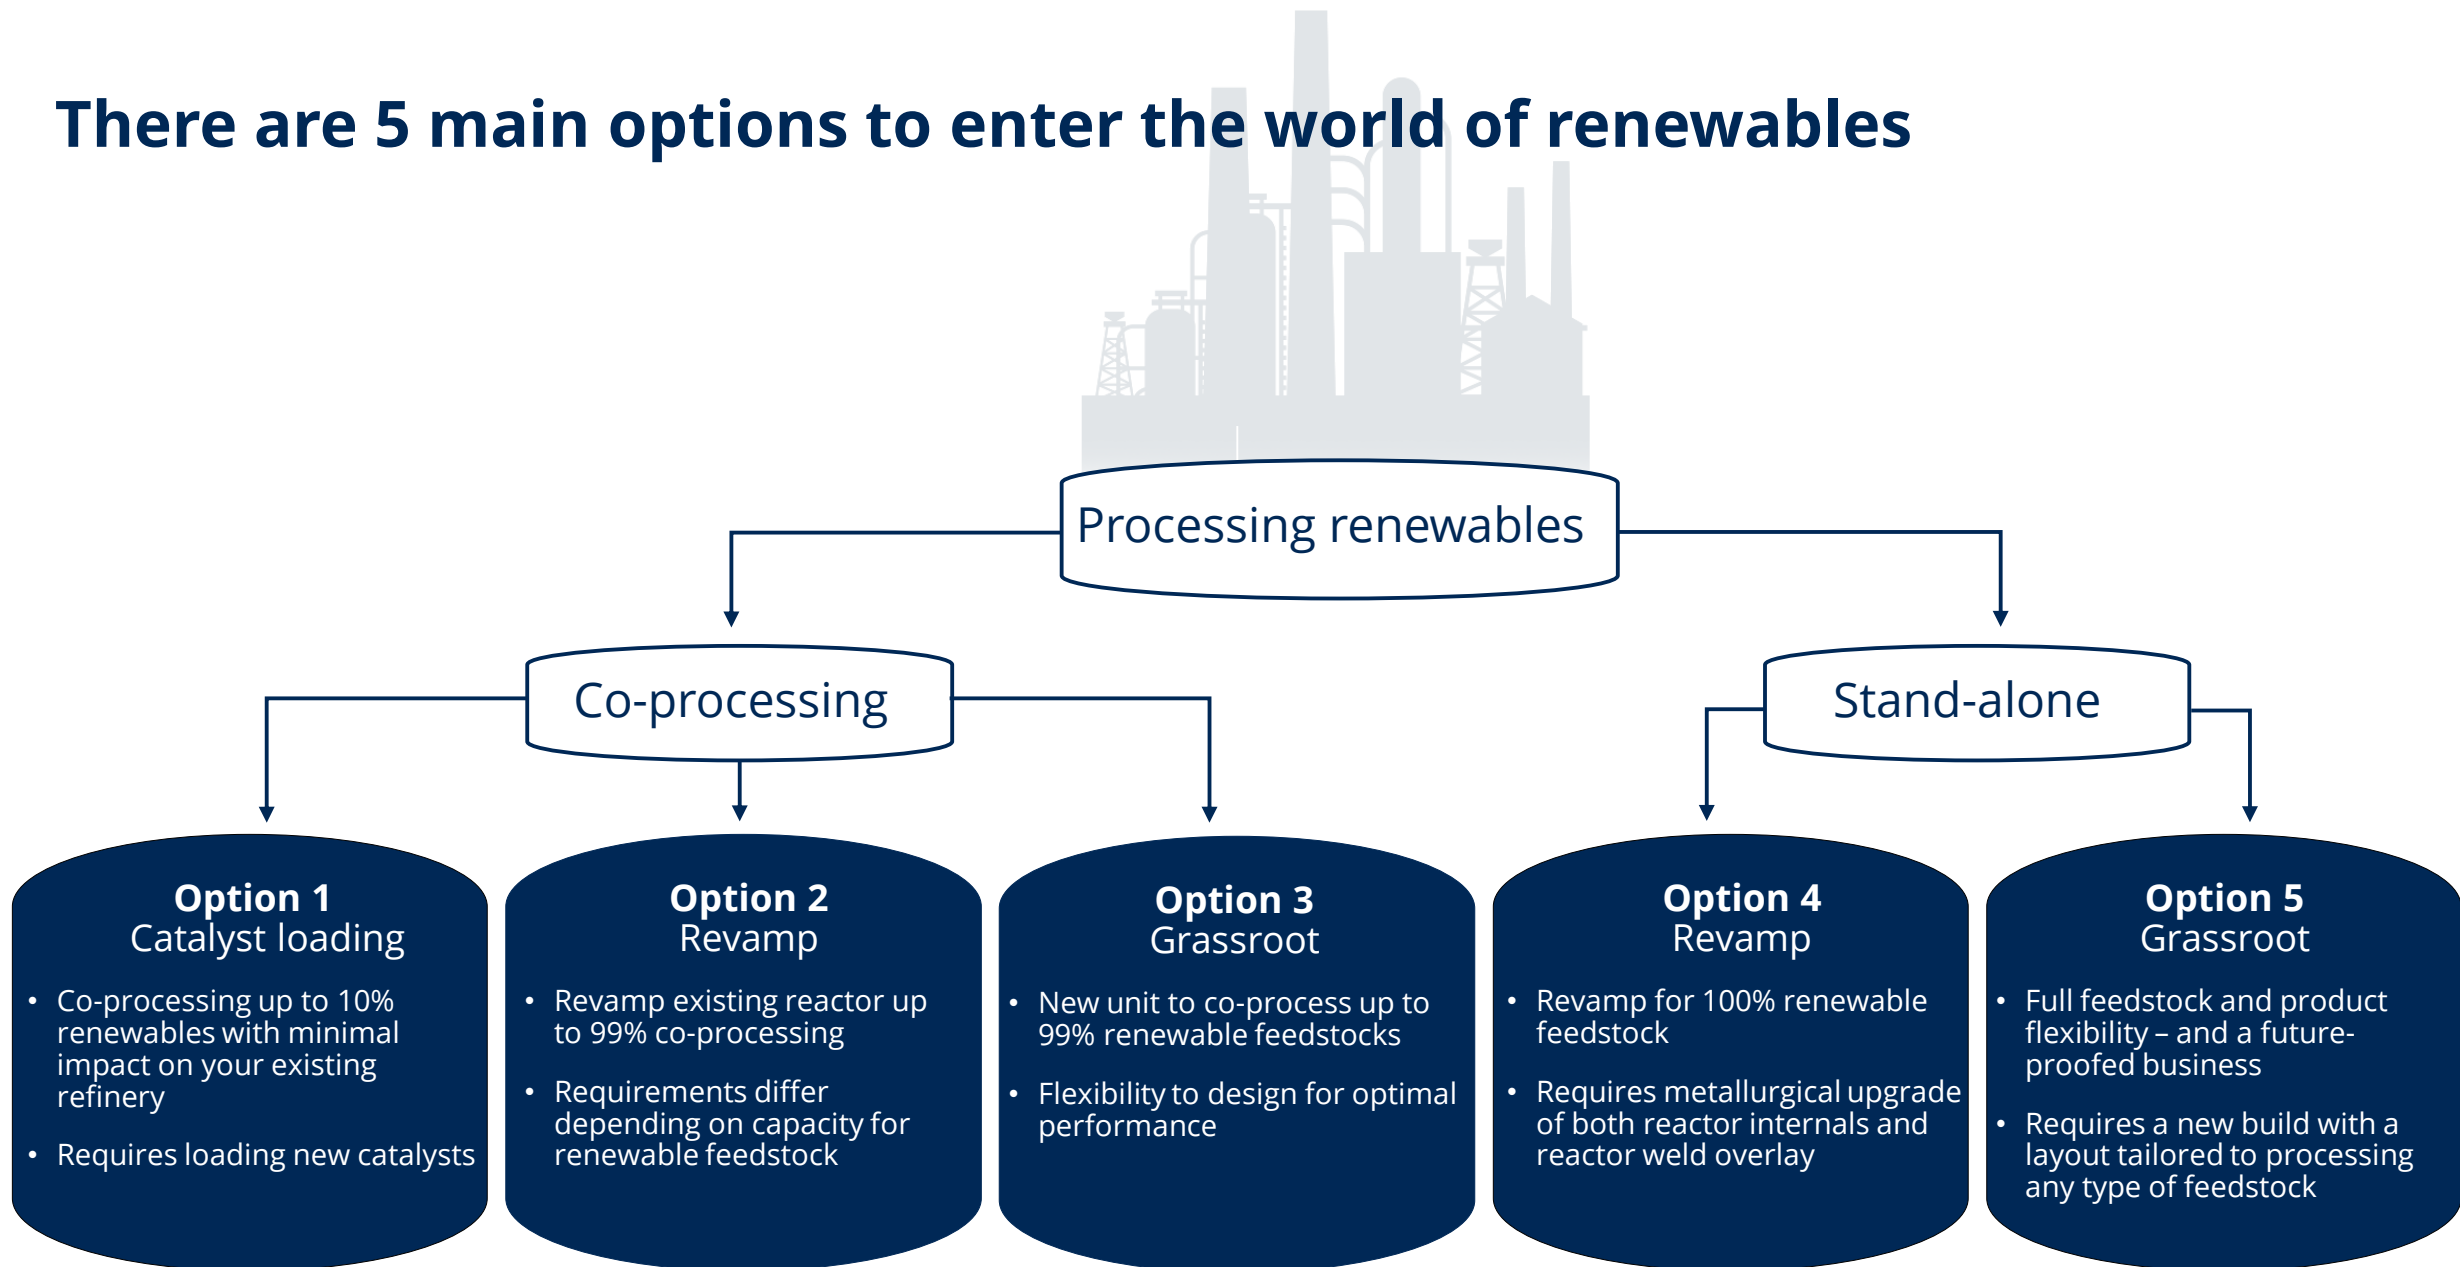 There are 5 main options to enter the world of renewables
Processing renewables
Co-processing
Stand-alone
Option 1
Catalyst loading
• Co-processing up to 10%
renewables with minimal
impact on your existing
refinery
• Requires loading new catalysts
Option 2
Revamp
• Revamp existing reactor up
to 99% co-processing
• Requirements differ
depending on capacity for
renewable feedstock
Option 3
Grassroot
• New unit to co-process up to
99% renewable feedstocks
• Flexibility to design for optimal
performance
Option 4
Revamp
• Revamp for 100% renewable
feedstock
• Requires metallurgical upgrade
of both reactor internals and
reactor weld overlay
Option 5
Grassroot
• Full feedstock and product
flexibility – and a future-
proofed business
• Requires a new build with a
layout tailored to processing
any type of feedstock